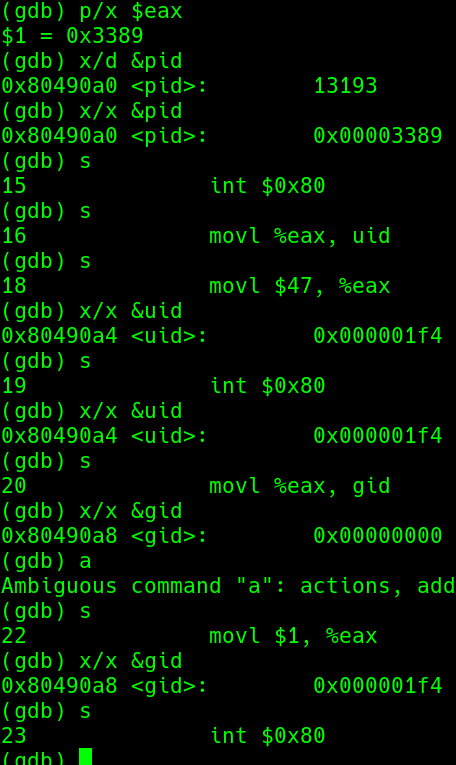 (gdb) p/x $eax
$1 = 0x3389
(gdb) x/d &pid
0x80490a0 <pid>:        13193
(gdb) x/x &pid
0x80490a0 <pid>:        0x00003389
(gdb) s
15              int $0x80
(gdb) s
16              movl %eax, uid
(gdb) s
18              movl $47, %eax
(gdb) x/x &uid
0x80490a4 <uid>:        0x000001f4
(gdb) s
19              int $0x80
(gdb) x/x &uid
0x80490a4 <uid>:        0x000001f4
(gdb) s
20              movl %eax, gid
(gdb) x/x &gid
0x80490a8 <gid>:        0x00000000
(gdb) a
Ambiguous command "a": actions, add
(gdb) s
22              movl $1, %eax
(gdb) x/x &gid
0x80490a8 <gid>:        0x000001f4
(gdb) s
23              int $0x80
(gdb)